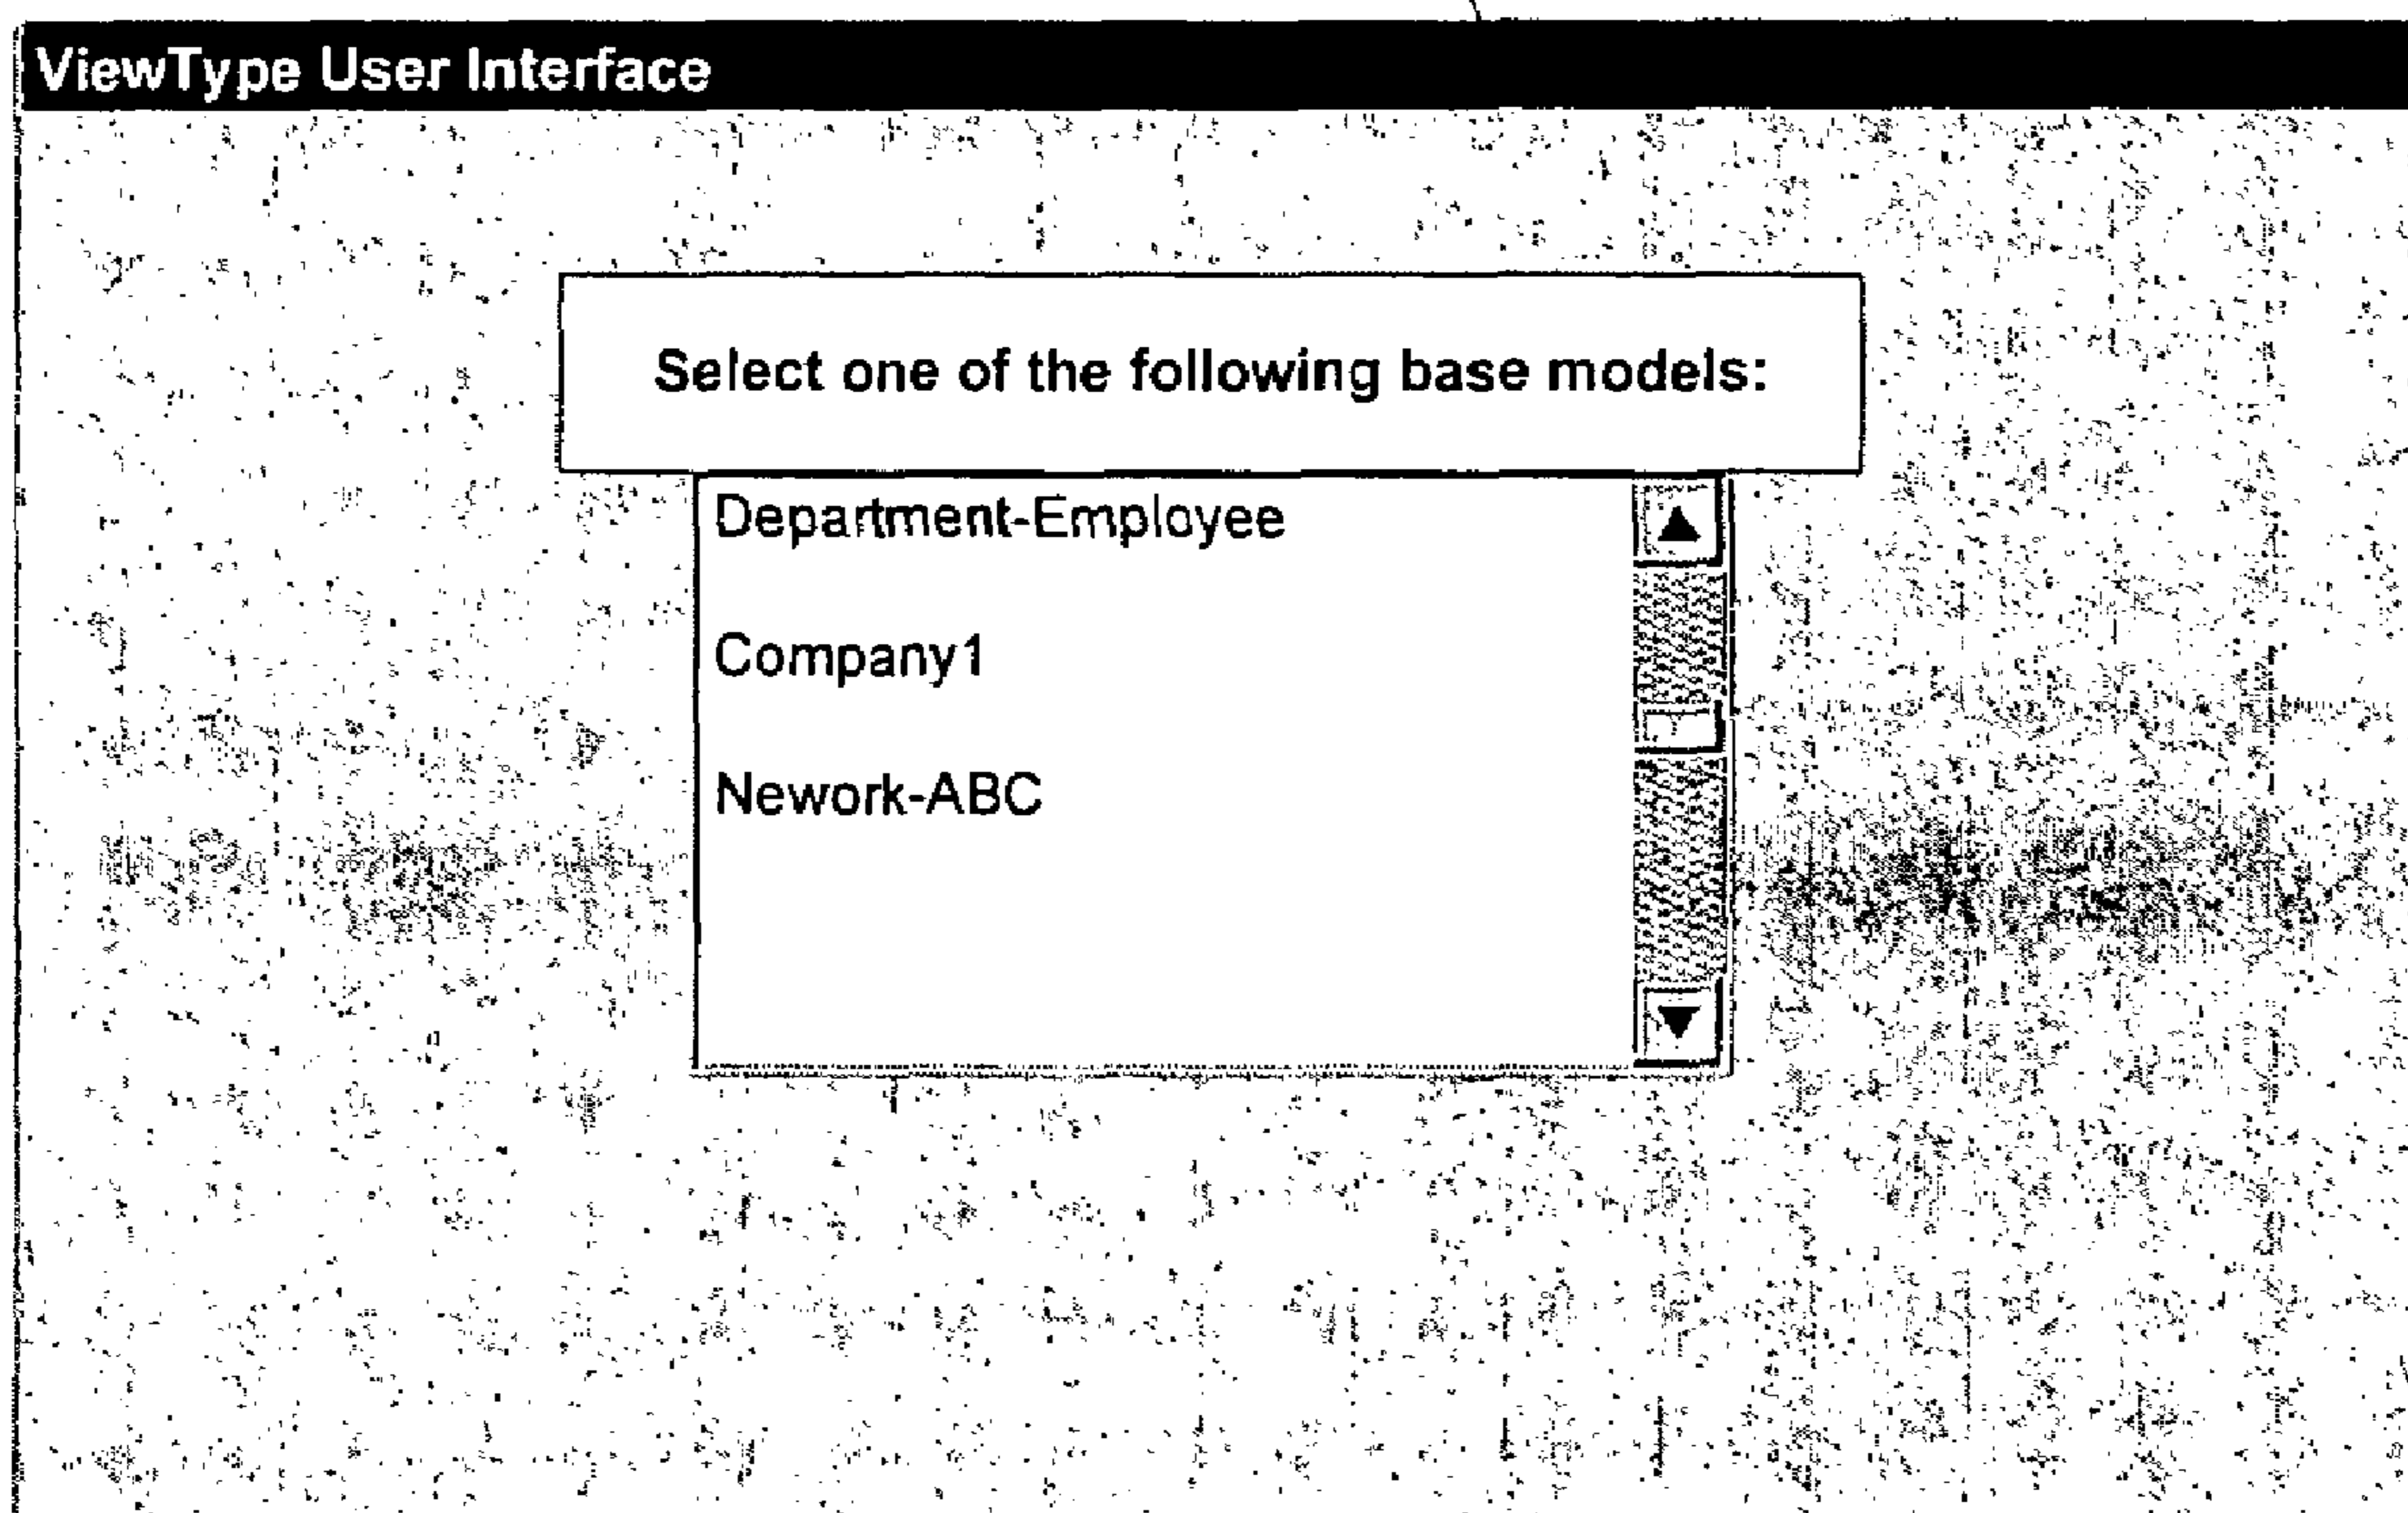 ViewType User Interface
Select one of the following base models:
Department-Employee
Company1
Nework-ABC